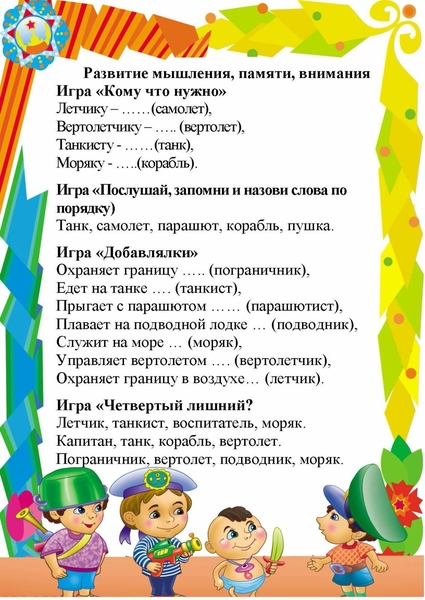 Развитие мышления, памяти, внимания
Игра «Кому что нужно»
Летчику – ……(самолет),
Вертолетчику – ….. (вертолет),
Танкисту - ……(танк),
Моряку - …..(корабль).
Игра «Послушай, запомни и назови слова по
порядку)
Танк, самолет, парашют, корабль, пушка.
Игра «Добавлялки»
Охраняет границу ….. (пограничник),
Едет на танке …. (танкист),
Прыгает с парашютом …… (парашютист),
Плавает на подводной лодке … (подводник),
Служит на море … (моряк),
Управляет вертолетом …. (вертолетчик),
Охраняет границу в воздухе… (летчик).
Игра «Четвертый лишний?
Летчик, танкист, воспитатель, моряк.
Капитан, танк, корабль, вертолет.
Пограничник, вертолет, подводник, моряк.